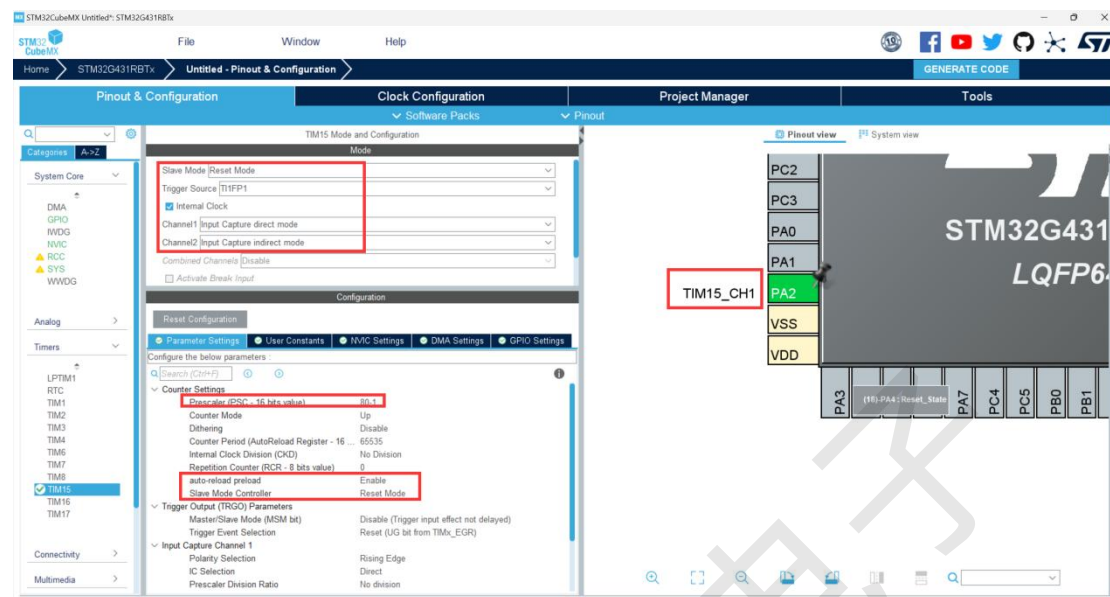 STM32CubeMX Untitled*: STM32G431RBTx
STM32 CubeMX File Window Help
Home STM32G431RBTx Untitled - Pinout & Configuration GENERATE CODE
Pinout & Configuration Clock Configuration Project Manager Tools
Software Packs Pinout
TIM15 Mode and Configuration
Pinout view System view
Categories A->Z
System Core
DMA
GPIO
IWDG
NVIC
RCC
SYS
WWDG
Analog
Timers
LPTIM1
RTC
TIM1
TIM2
TIM3
TIM4
TIM6
TIM7
TIM8
TIM15
TIM16
TIM17
Connectivity
Multimedia
Mode
Slave Mode Reset Mode
Trigger Source TI1FP1
Internal Clock
Channel1 Input Capture direct mode
Channel2 Input Capture indirect mode
Combined Channels Disable
Activate Break Input
Configuration
Reset Configuration
Parameter Settings User Constants NVIC Settings DMA Settings GPIO Settings
Configure the below parameters :
Search (Ctrl+F)
Counter Settings
Prescaler (PSC - 16 bits value) 80-1
Counter Mode Up
Dithering Disable
Counter Period (AutoReload Register - 16 ... 65535
Internal Clock Division (CKD) No Division
Repetition Counter (RCR - 8 bits value) 0
auto-reload preload Enable
Slave Mode Controller Reset Mode
Trigger Output (TRGO) Parameters
Master/Slave Mode (MSM bit) Disable (Trigger input effect not delayed)
Trigger Event Selection Reset (UG bit from TIMx_EGR)
Input Capture Channel 1
Polarity Selection Rising Edge
IC Selection Direct
Prescaler Division Ratio No division
PC2
PC3
PA0
PA1
TIM15_CH1 PA2
VSS
VDD
STM32G431
LQFP6
PA3
(18)-PA4 : Reset_State
PA7
PC4
PC5
PB0
PB1